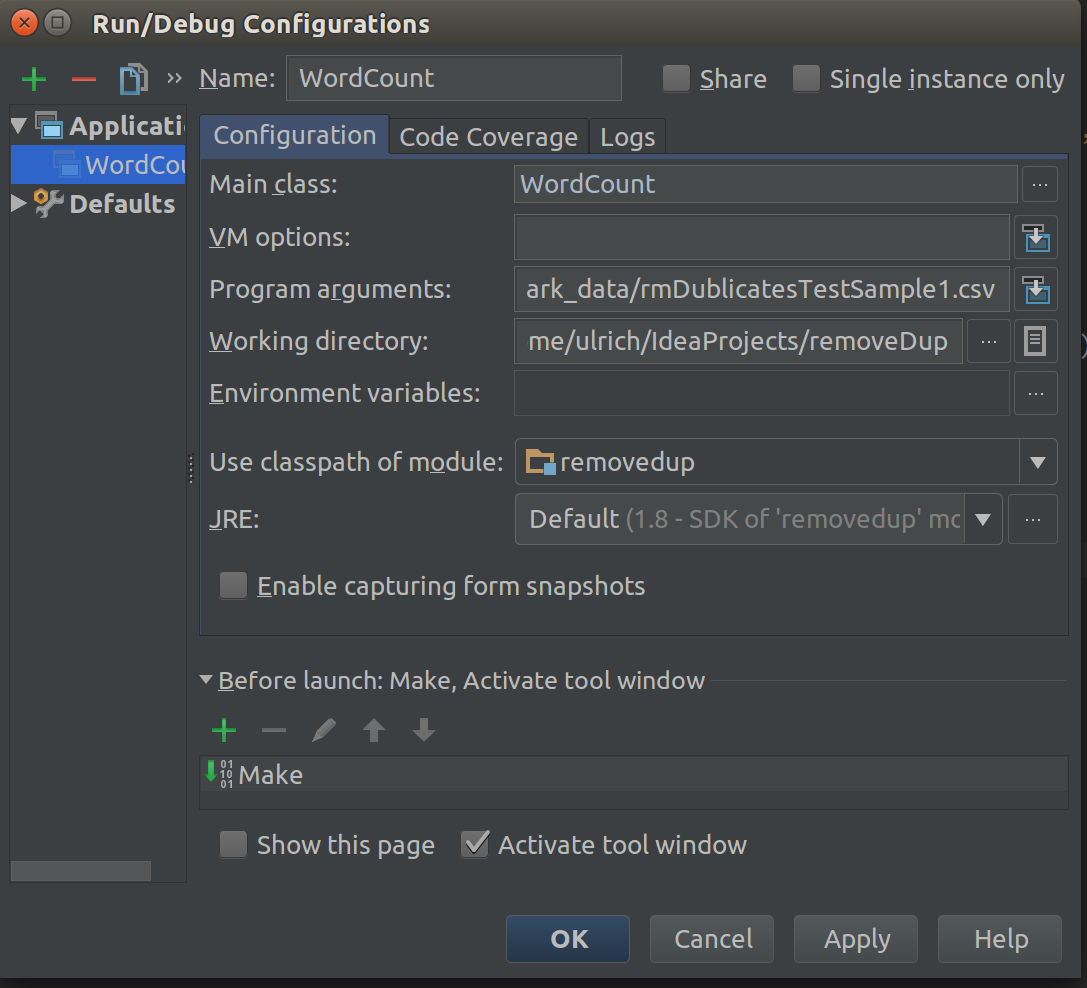 Run/Debug Configurations
» Name: WordCount Share Single instance only
Applicati
WordCou
Defaults
Configuration Code Coverage Logs
Main class: WordCount ...
VM options:
Program arguments: ark_data/rmDublicatesTestSample1.csv
Working directory: me/ulrich/IdeaProjects/removeDup ...
Environment variables: ...
Use classpath of module: removedup
JRE: Default (1.8 - SDK of 'removedup' mo ...
Enable capturing form snapshots
Before launch: Make, Activate tool window
Make
Show this page Activate tool window
OK Cancel Apply Help